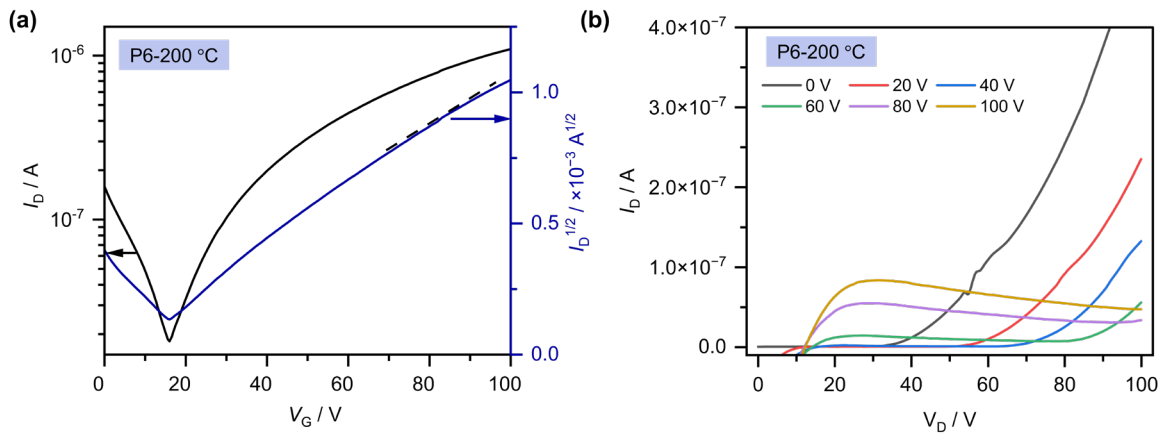 (a)
P6-200 °C
10⁻⁶
10⁻⁷
I_D / A
0 20 40 60 80 100
V_G / V
1.0
0.5
0.0
I_D^1/2 / ×10⁻³ A^1/2
(b)
P6-200 °C
0 V 20 V 40 V
60 V 80 V 100 V
4.0×10⁻⁷
3.0×10⁻⁷
2.0×10⁻⁷
1.0×10⁻⁷
0.0
I_D / A
0 20 40 60 80 100
V_D / V